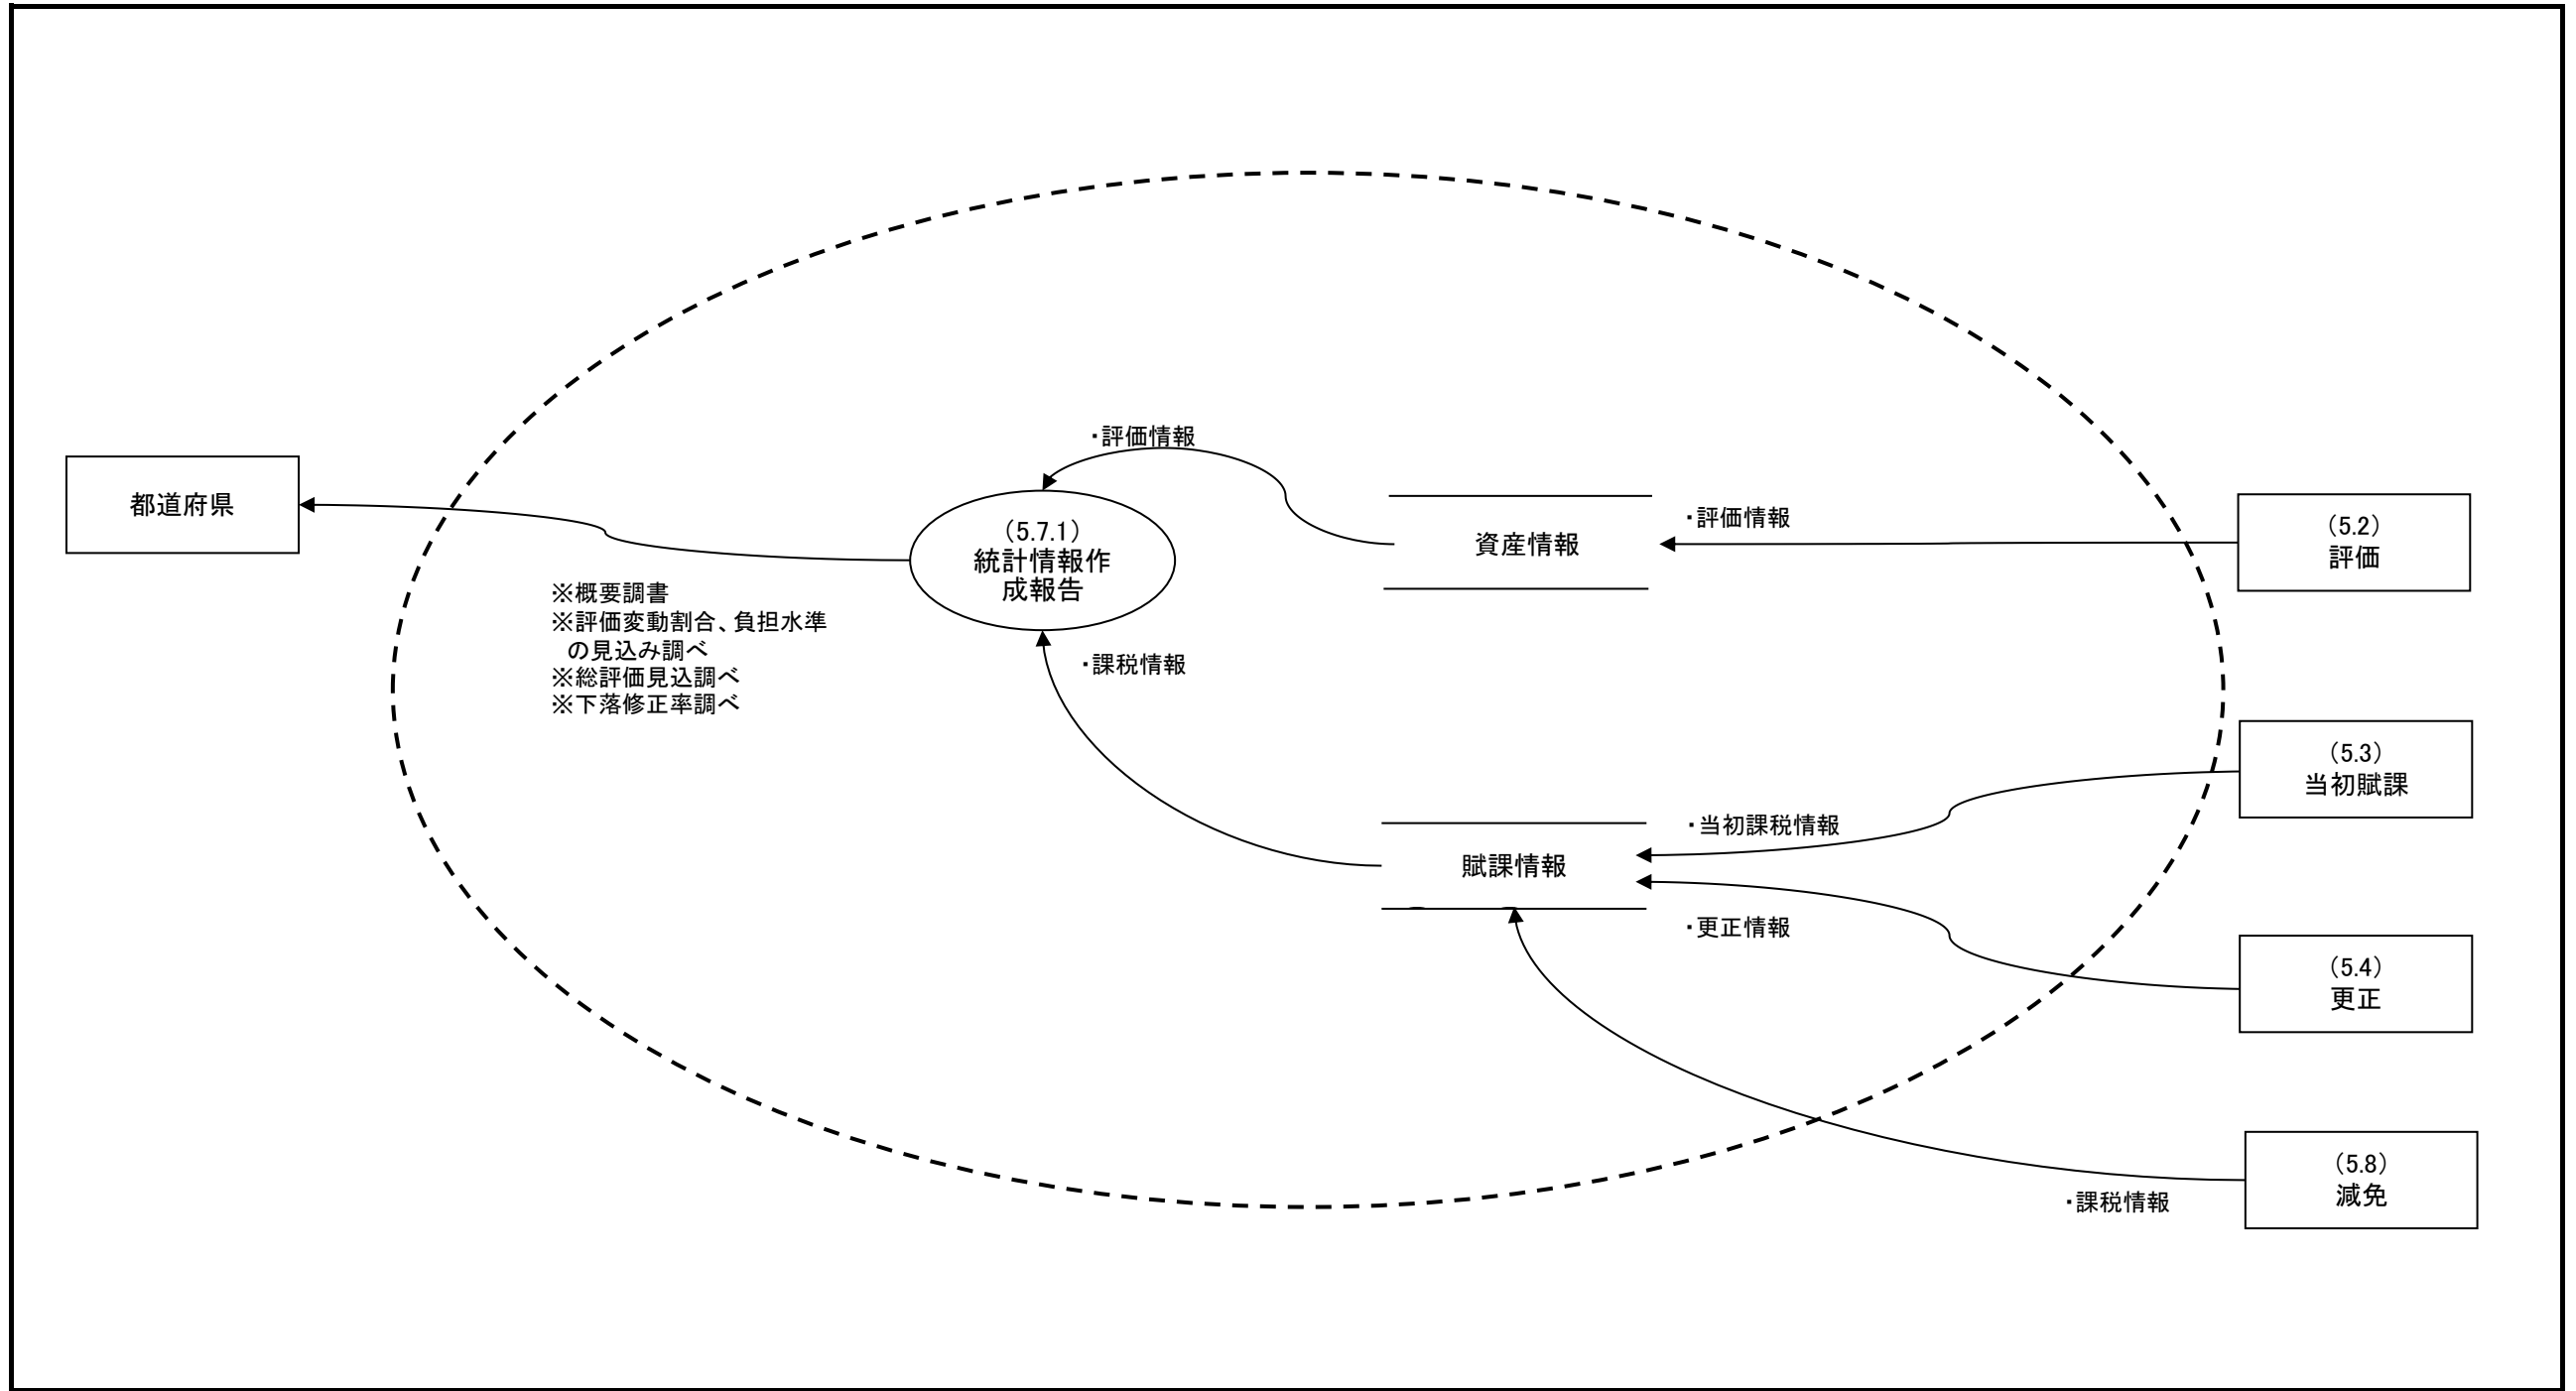 ・評価情報
都道府県
(5.7.1)
統計情報作
成報告
資産情報
・評価情報
(5.2)
評価
※概要調書
※評価変動割合、負担水準
の見込み調べ
※総評価見込調べ
※下落修正率調べ
・課税情報
(5.3)
当初賦課
・当初課税情報
賦課情報
・更正情報
(5.4)
更正
(5.8)
減免
・課税情報